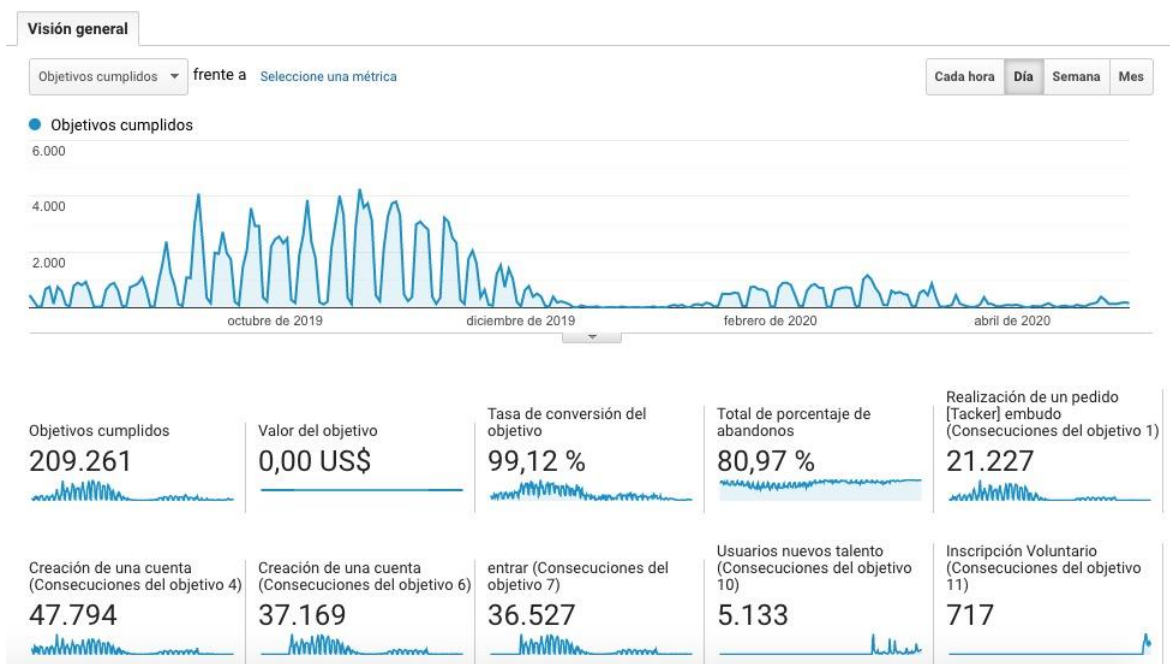 Visión general
Objetivos cumplidos frente a Seleccione una métrica
Cada hora Día Semana Mes
Objetivos cumplidos
6.000
4.000
2.000
octubre de 2019 diciembre de 2019 febrero de 2020 abril de 2020
Objetivos cumplidos
209.261
Valor del objetivo
0,00 US$
Tasa de conversión del
objetivo
99,12 %
Total de porcentaje de
abandonos
80,97 %
Realización de un pedido
[Tacker] embudo
(Consecuciones del objetivo 1)
21.227
Creación de una cuenta
(Consecuciones del objetivo 4)
47.794
Creación de una cuenta
(Consecuciones del objetivo 6)
37.169
entrar (Consecuciones del
objetivo 7)
36.527
Usuarios nuevos talento
(Consecuciones del objetivo
10)
5.133
Inscripción Voluntario
(Consecuciones del objetivo
11)
717